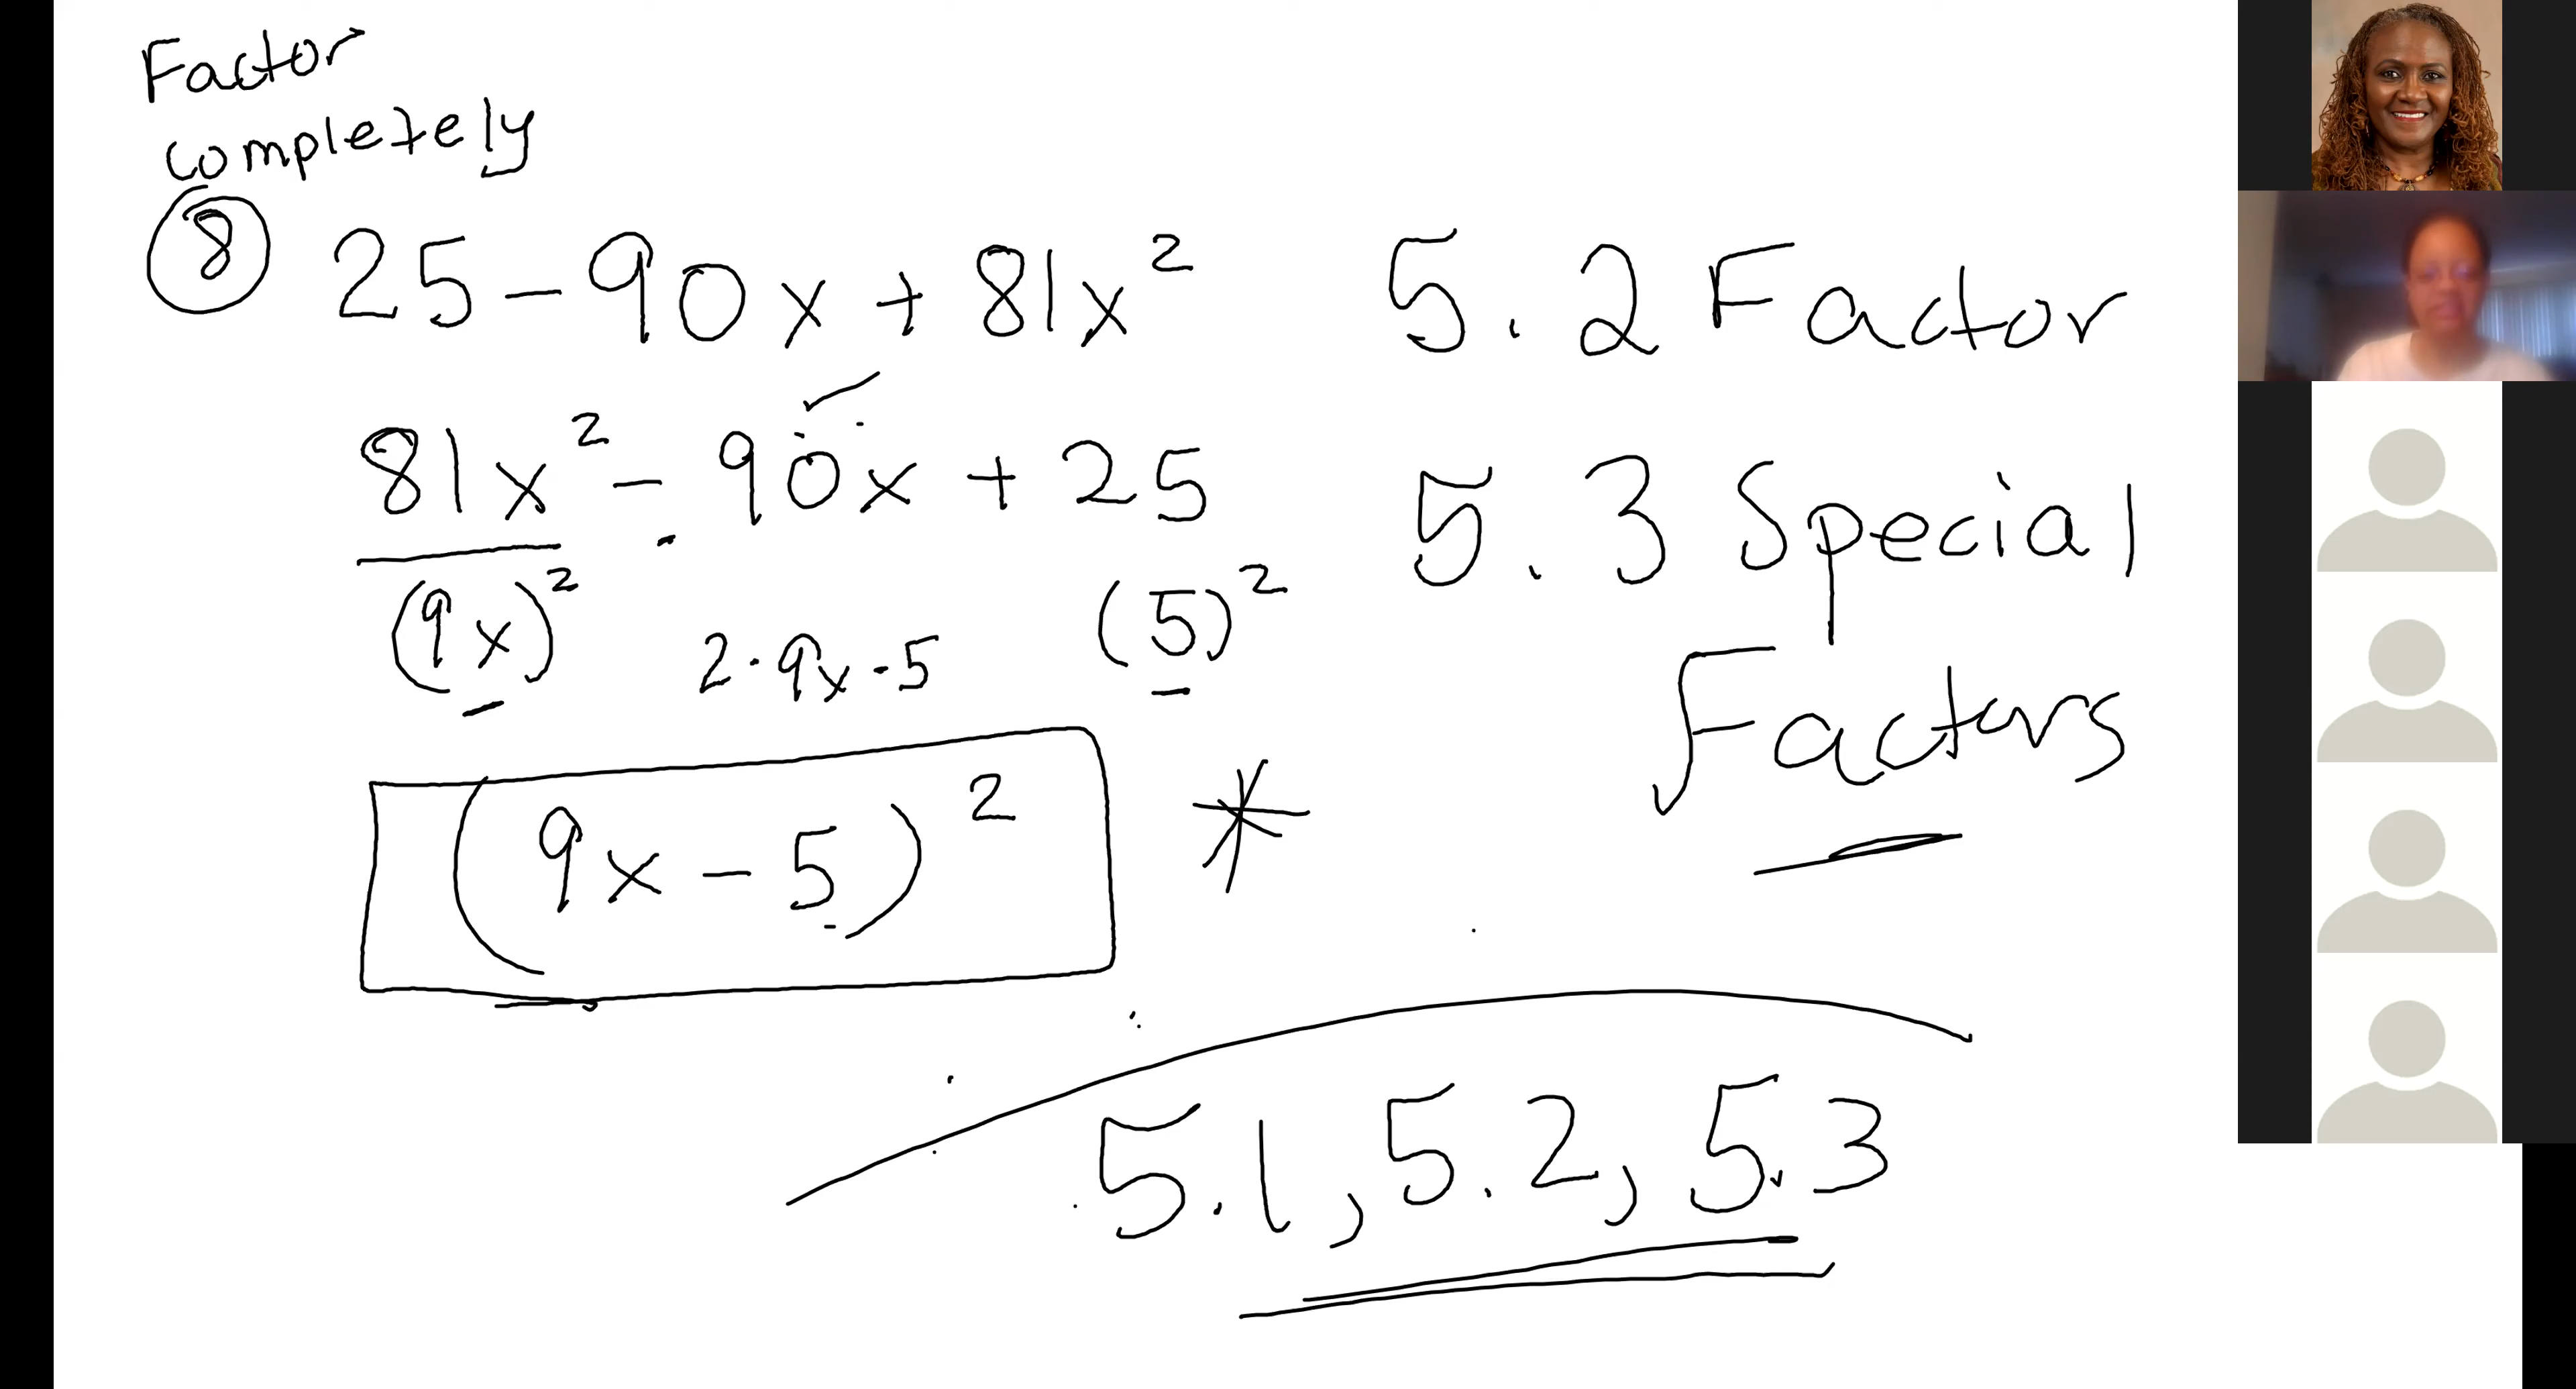 Factor
completely
8 25 - 90x + 81x²
81x² - 90x + 25
(9x)² 2·9x·5 (5)²
(9x - 5)² *
5.2 Factor
5.3 Special
Factors
5.1, 5.2, 5.3